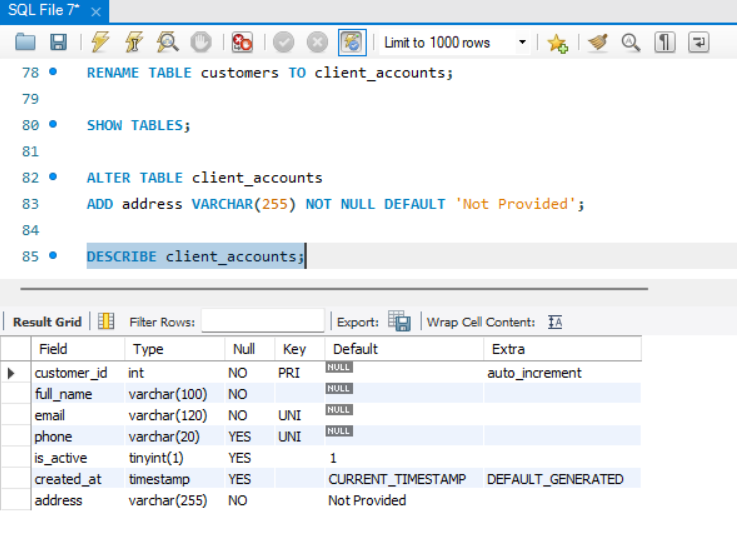 SQL File 7*
Limit to 1000 rows
78 RENAME TABLE customers TO client_accounts;
79
80 SHOW TABLES;
81
82 ALTER TABLE client_accounts
83 ADD address VARCHAR(255) NOT NULL DEFAULT 'Not Provided';
84
85 DESCRIBE client_accounts;
Result Grid Filter Rows: Export: Wrap Cell Content: IA
Field Type Null Key Default Extra
customer_id int NO PRI NULL auto_increment
full_name varchar(100) NO NULL
email varchar(120) NO UNI NULL
phone varchar(20) YES UNI NULL
is_active tinyint(1) YES 1
created_at timestamp YES CURRENT_TIMESTAMP DEFAULT_GENERATED
address varchar(255) NO Not Provided